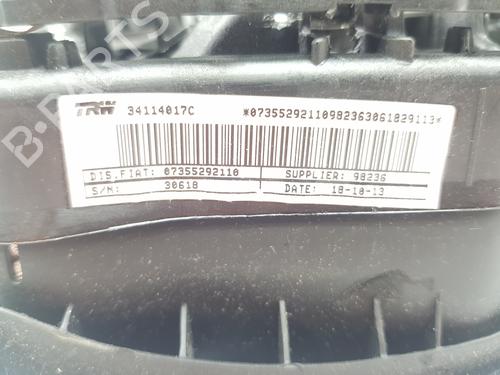 TRW 34114017C *07355292110982363061829113*
DIS.FIAT: 07355292110 SUPPLIER: 98236
S/N: 30618 DATE: 18-10-13
B-PARTS